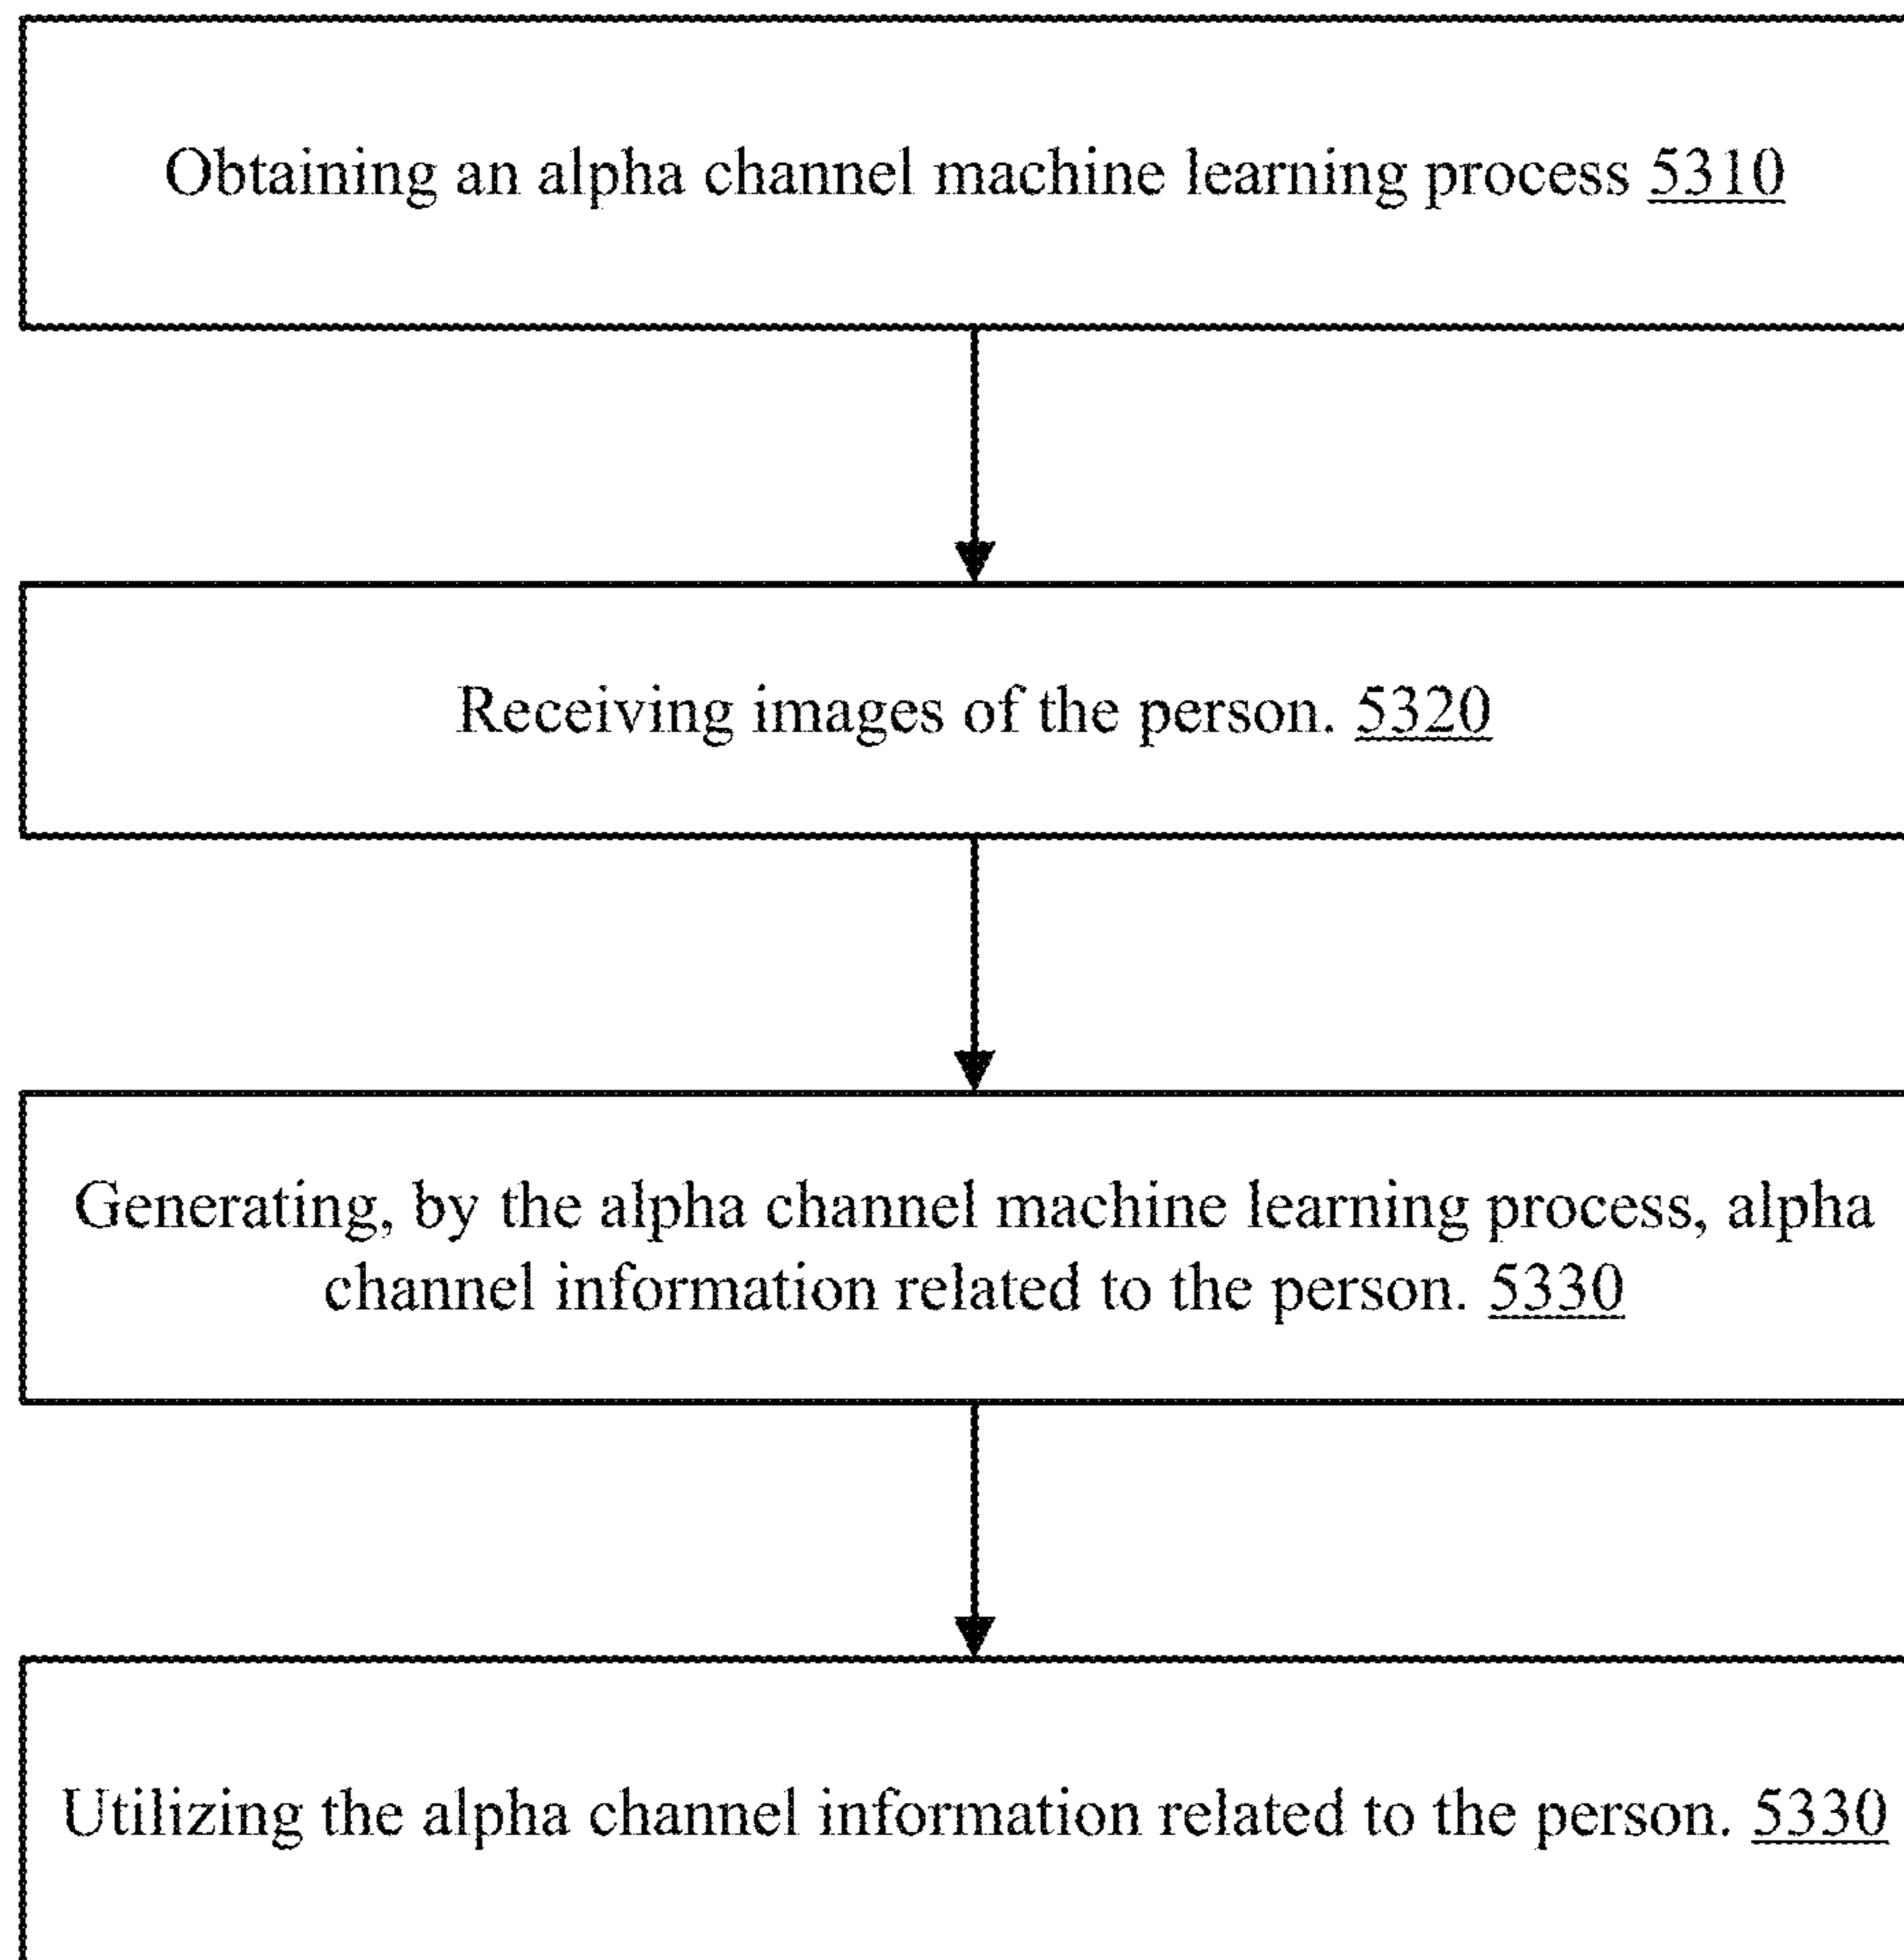 Obtaining an alpha channel machine learning process 5310
Receiving images of the person. 5320
Generating, by the alpha channel machine learning process, alpha
channel information related to the person. 5330
Utilizing the alpha channel information related to the person. 5330